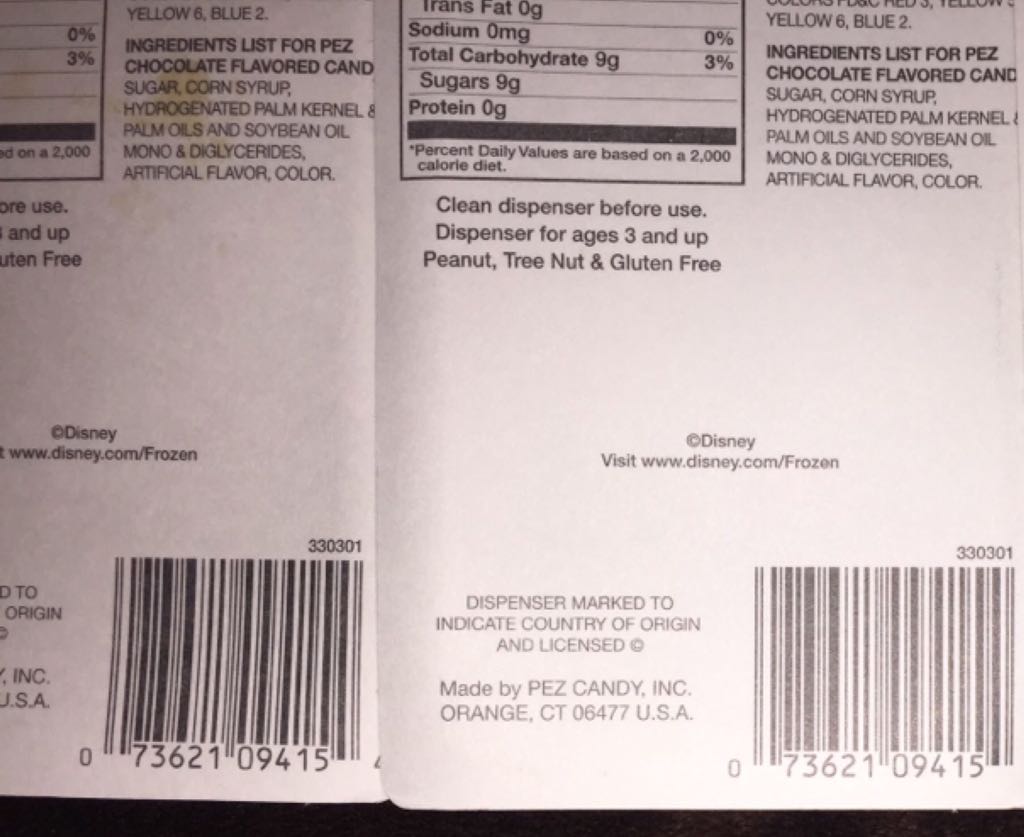 YELLOW 6, BLUE 2.
0%
3%
INGREDIENTS LIST FOR PEZ
CHOCOLATE FLAVORED CAND
SUGAR, CORN SYRUP,
HYDROGENATED PALM KERNEL &
PALM OILS AND SOYBEAN OIL
MONO & DIGLYCERIDES,
ARTIFICIAL FLAVOR, COLOR.
ed on a 2,000
ore use.
and up
uten Free
©Disney
www.disney.com/Frozen
330301
D TO
ORIGIN
, INC.
U.S.A.
0 73621 09415
Trans Fat 0g
Sodium 0mg 0%
Total Carbohydrate 9g 3%
Sugars 9g
Protein 0g
*Percent Daily Values are based on a 2,000
calorie diet.
Clean dispenser before use.
Dispenser for ages 3 and up
Peanut, Tree Nut & Gluten Free
COLORS FD&C RED 3, YELLOW 5
YELLOW 6, BLUE 2.
INGREDIENTS LIST FOR PEZ
CHOCOLATE FLAVORED CAND
SUGAR, CORN SYRUP,
HYDROGENATED PALM KERNEL &
PALM OILS AND SOYBEAN OIL
MONO & DIGLYCERIDES,
ARTIFICIAL FLAVOR, COLOR.
©Disney
Visit www.disney.com/Frozen
330301
DISPENSER MARKED TO
INDICATE COUNTRY OF ORIGIN
AND LICENSED ©
Made by PEZ CANDY, INC.
ORANGE, CT 06477 U.S.A.
0 73621 09415